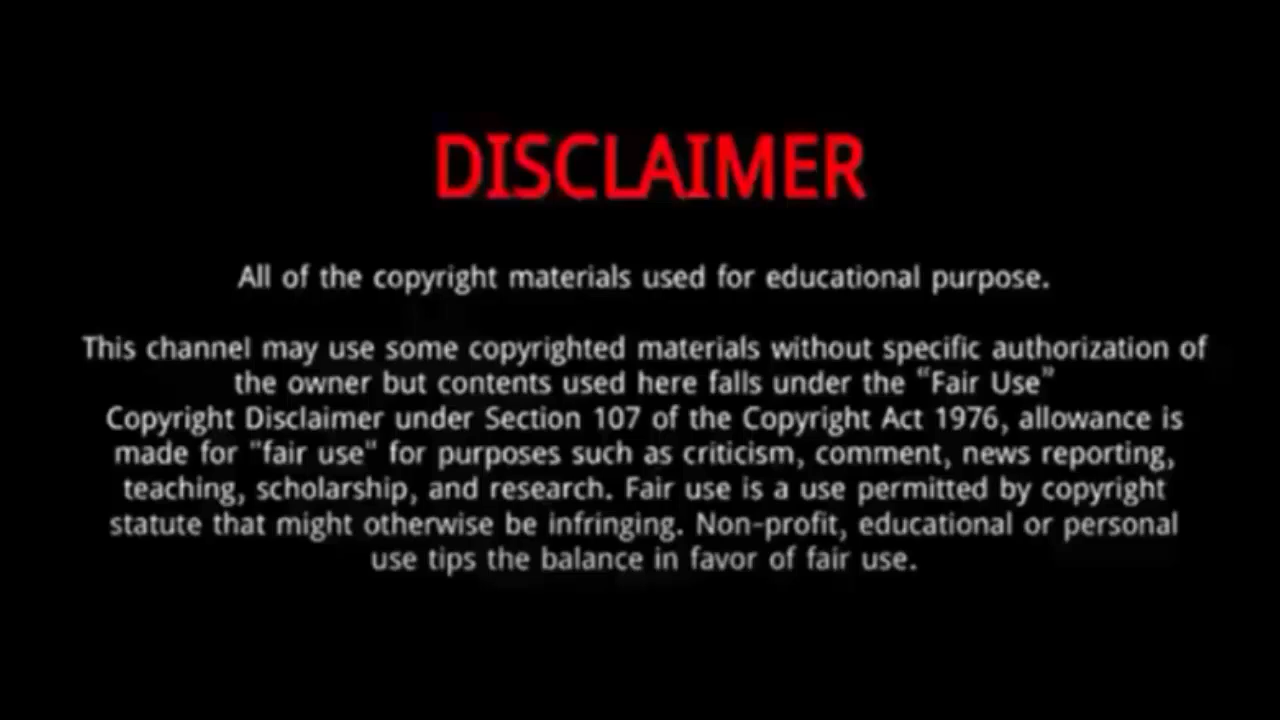 DISCLAIMER
All of the copyright materials used for educational purpose.
This channel may use some copyrighted materials without specific authorization of
the owner but contents used here falls under the “Fair Use”
Copyright Disclaimer under Section 107 of the Copyright Act 1976, allowance is
made for "fair use" for purposes such as criticism, comment, news reporting,
teaching, scholarship, and research. Fair use is a use permitted by copyright
statute that might otherwise be infringing. Non-profit, educational or personal
use tips the balance in favor of fair use.